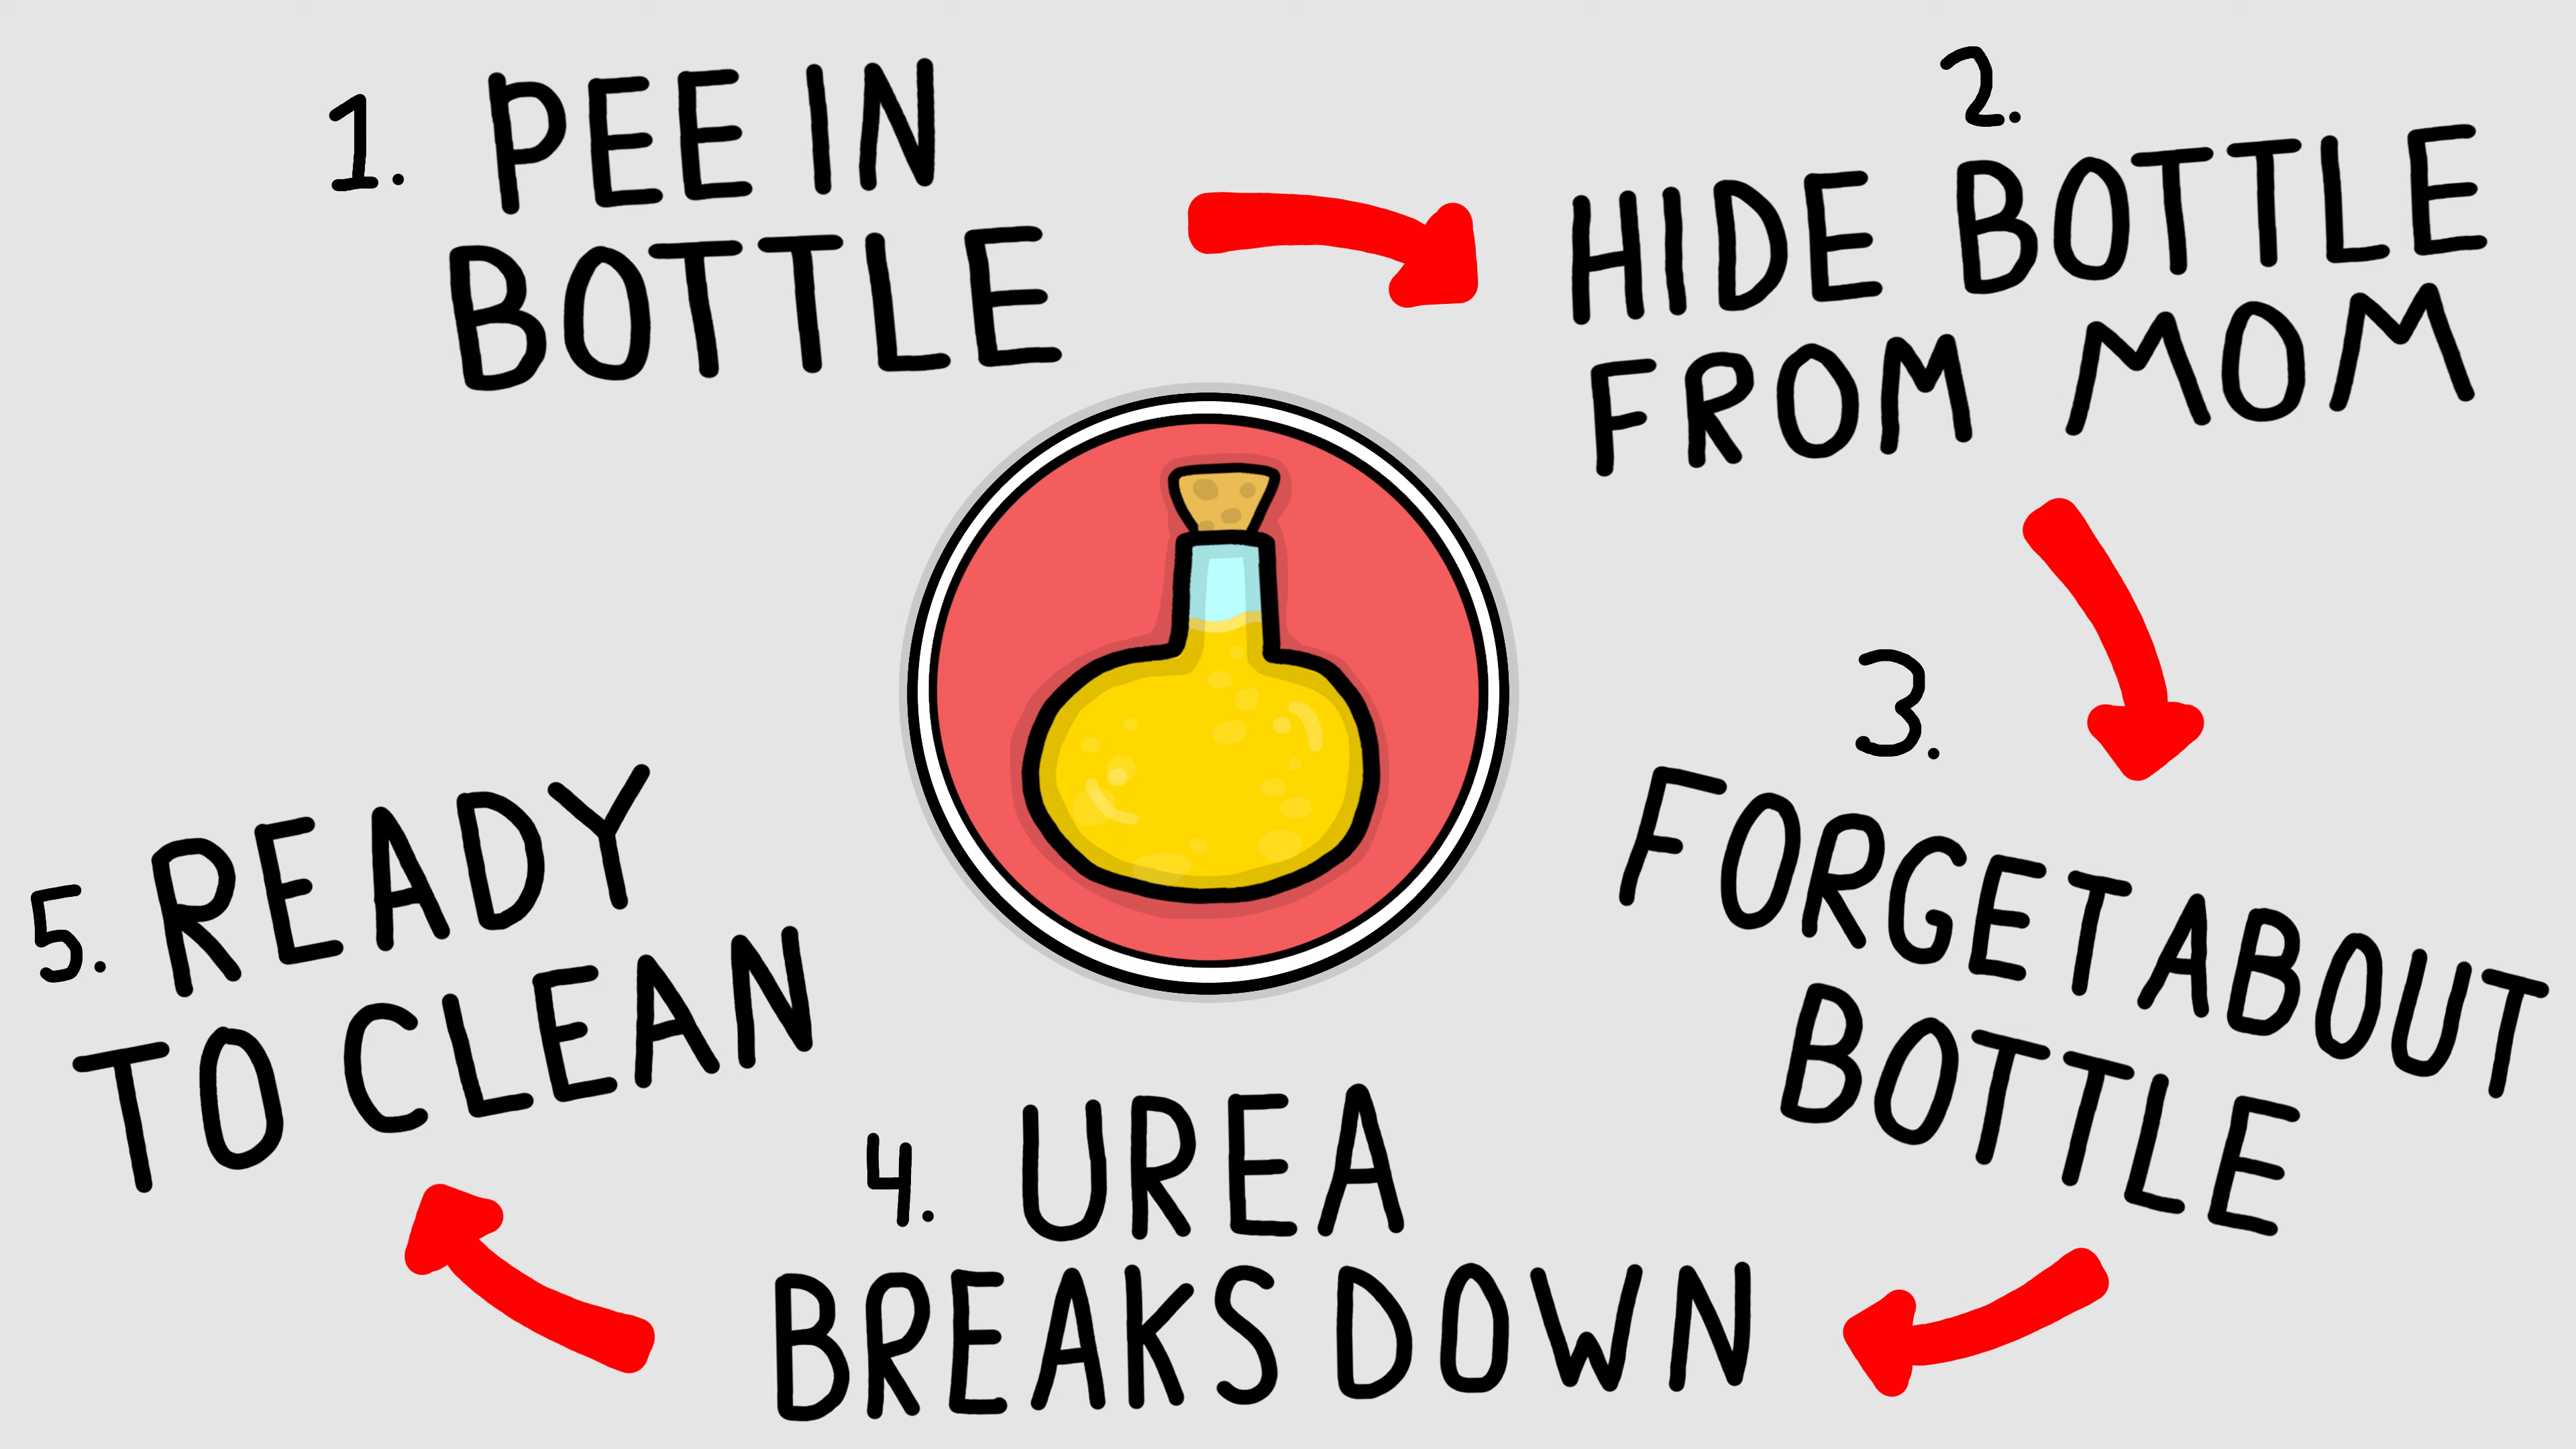 1. PEE IN
BOTTLE
2.
HIDE BOTTLE
FROM MOM
3.
FORGET ABOUT
BOTTLE
4. UREA
BREAKS DOWN
5. READY
TO CLEAN